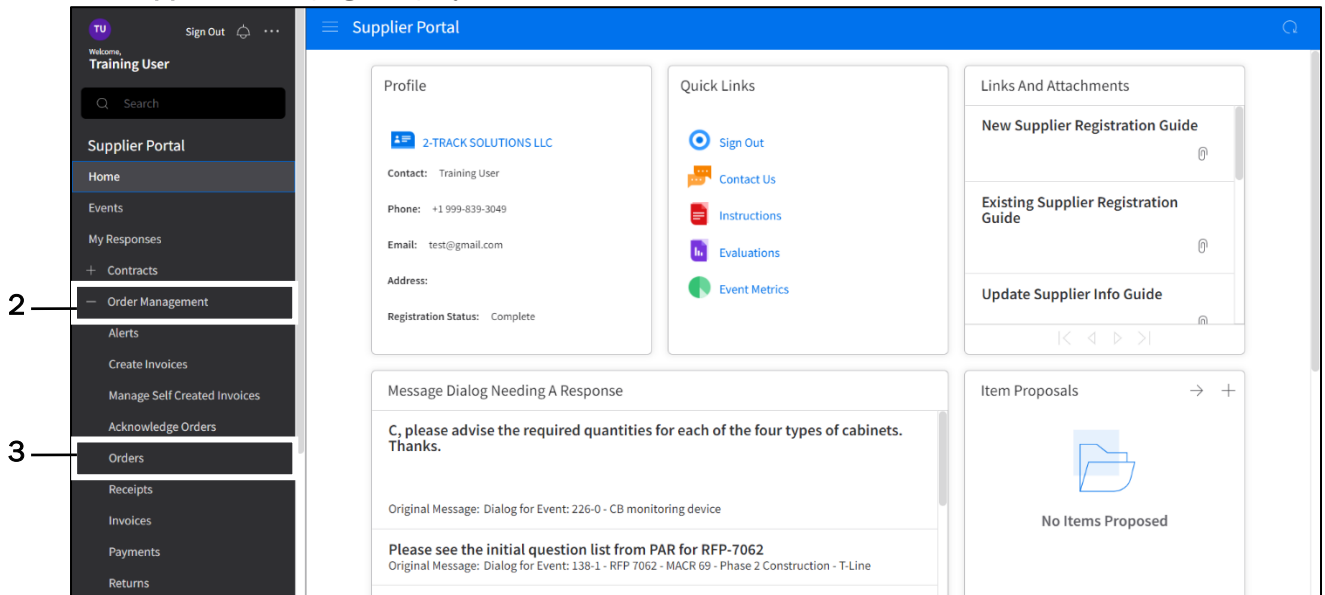 TU
Sign Out
Welcome,
Training User
Search
Supplier Portal
Home
Events
My Responses
+ Contracts
2
− Order Management
Alerts
Create Invoices
Manage Self Created Invoices
Acknowledge Orders
3
Orders
Receipts
Invoices
Payments
Returns
Supplier Portal
Profile
2-TRACK SOLUTIONS LLC
Contact: Training User
Phone: +1 999-839-3049
Email: test@gmail.com
Address:
Registration Status: Complete
Quick Links
Sign Out
Contact Us
Instructions
Evaluations
Event Metrics
Links And Attachments
New Supplier Registration Guide
Existing Supplier Registration
Guide
Update Supplier Info Guide
Message Dialog Needing A Response
C, please advise the required quantities for each of the four types of cabinets.
Thanks.
Original Message: Dialog for Event: 226-0 - CB monitoring device
Please see the initial question list from PAR for RFP-7062
Original Message: Dialog for Event: 138-1 - RFP 7062 - MACR 69 - Phase 2 Construction - T-Line
Item Proposals
No Items Proposed